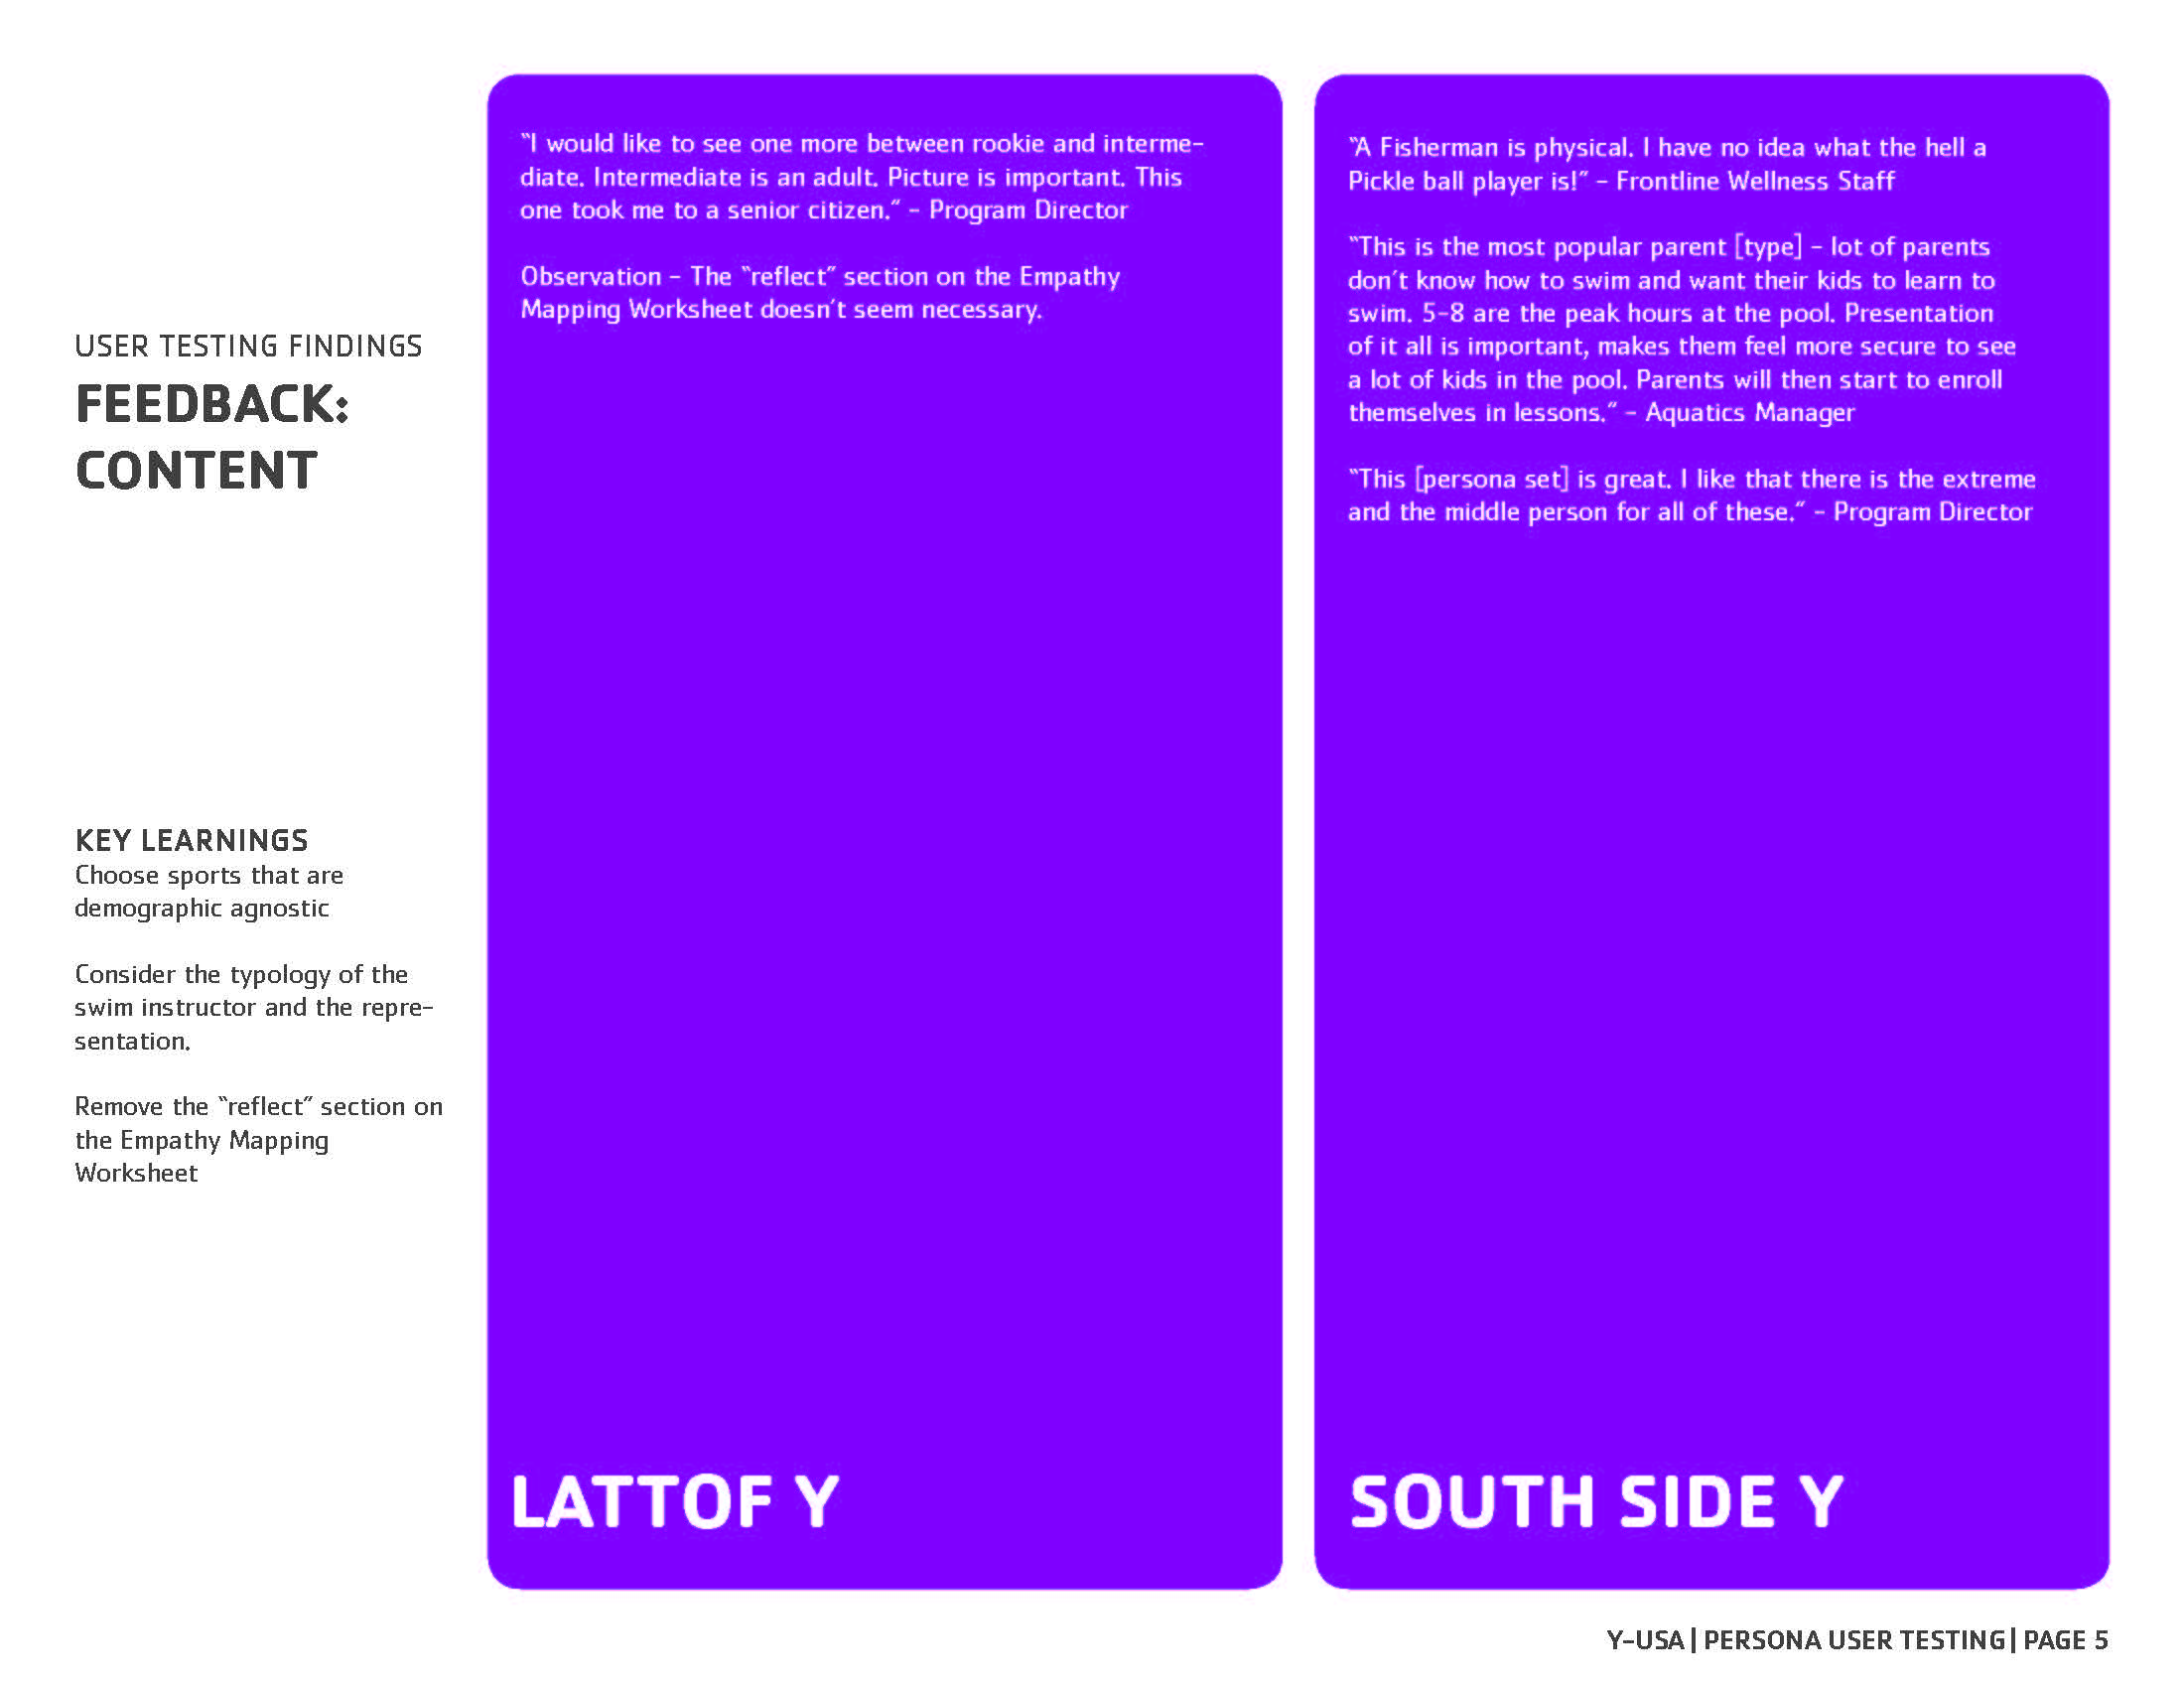 USER TESTING FINDINGS
FEEDBACK:
CONTENT
KEY LEARNINGS
Choose sports that are
demographic agnostic
Consider the typology of the
swim instructor and the repre-
sentation.
Remove the “reflect” section on
the Empathy Mapping
Worksheet
“I would like to see one more between rookie and interme-
diate. Intermediate is an adult. Picture is important. This
one took me to a senior citizen.” - Program Director
Observation - The “reflect” section on the Empathy
Mapping Worksheet doesn’t seem necessary.
LATTOF Y
“A Fisherman is physical. I have no idea what the hell a
Pickle ball player is!” - Frontline Wellness Staff
“This is the most popular parent [type] - lot of parents
don’t know how to swim and want their kids to learn to
swim. 5-8 are the peak hours at the pool. Presentation
of it all is important, makes them feel more secure to see
a lot of kids in the pool. Parents will then start to enroll
themselves in lessons.” - Aquatics Manager
“This [persona set] is great. I like that there is the extreme
and the middle person for all of these.” - Program Director
SOUTH SIDE Y
Y-USA | PERSONA USER TESTING | PAGE 5